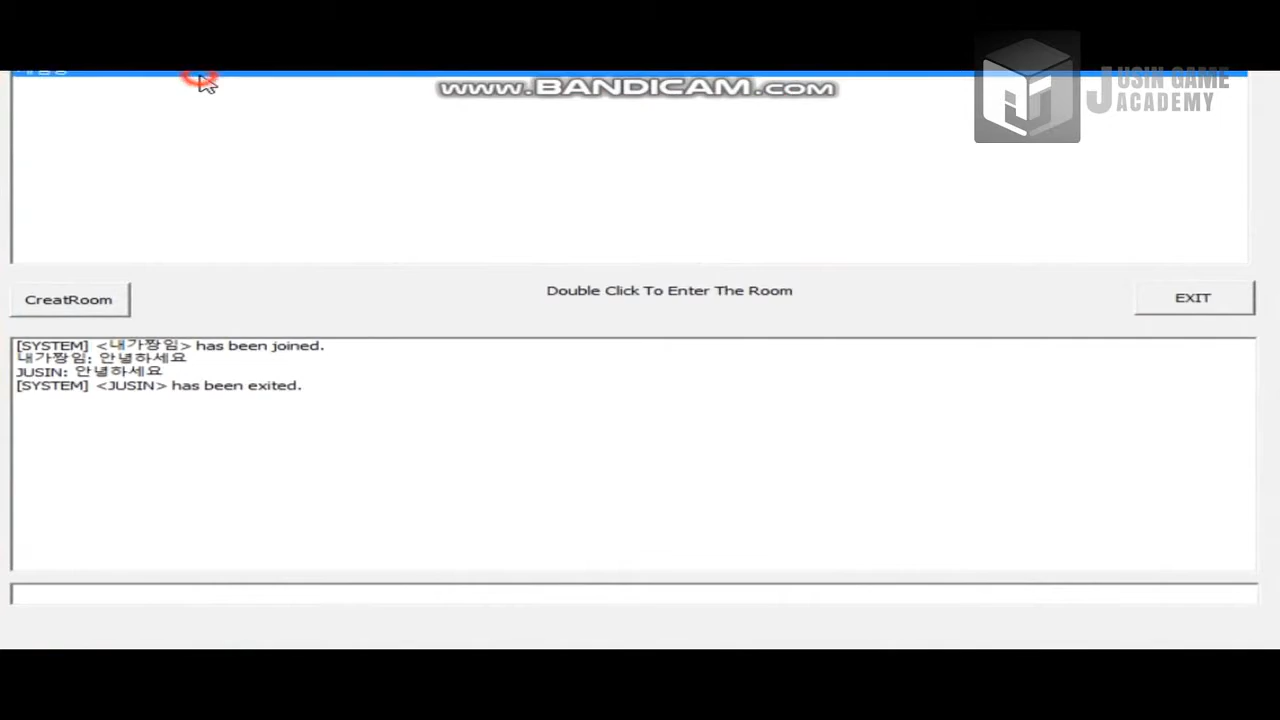 www.BANDICAM.com
JUSIN GAME
ACADEMY
CreatRoom
Double Click To Enter The Room
EXIT
[SYSTEM] <내가짱임> has been joined.
내가짱임: 안녕하세요
JUSIN: 안녕하세요
[SYSTEM] <JUSIN> has been exited.